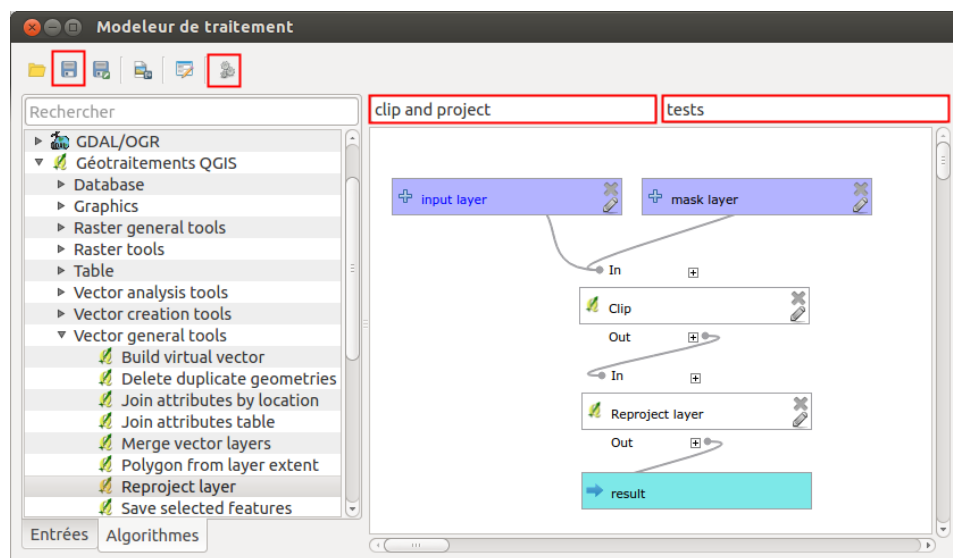 Modeleur de traitement
Rechercher
clip and project
tests
GDAL/OGR
Géotraitements QGIS
Database
Graphics
Raster general tools
Raster tools
Table
Vector analysis tools
Vector creation tools
Vector general tools
Build virtual vector
Delete duplicate geometries
Join attributes by location
Join attributes table
Merge vector layers
Polygon from layer extent
Reproject layer
Save selected features
Entrées
Algorithmes
input layer
mask layer
In
Clip
Out
In
Reproject layer
Out
result